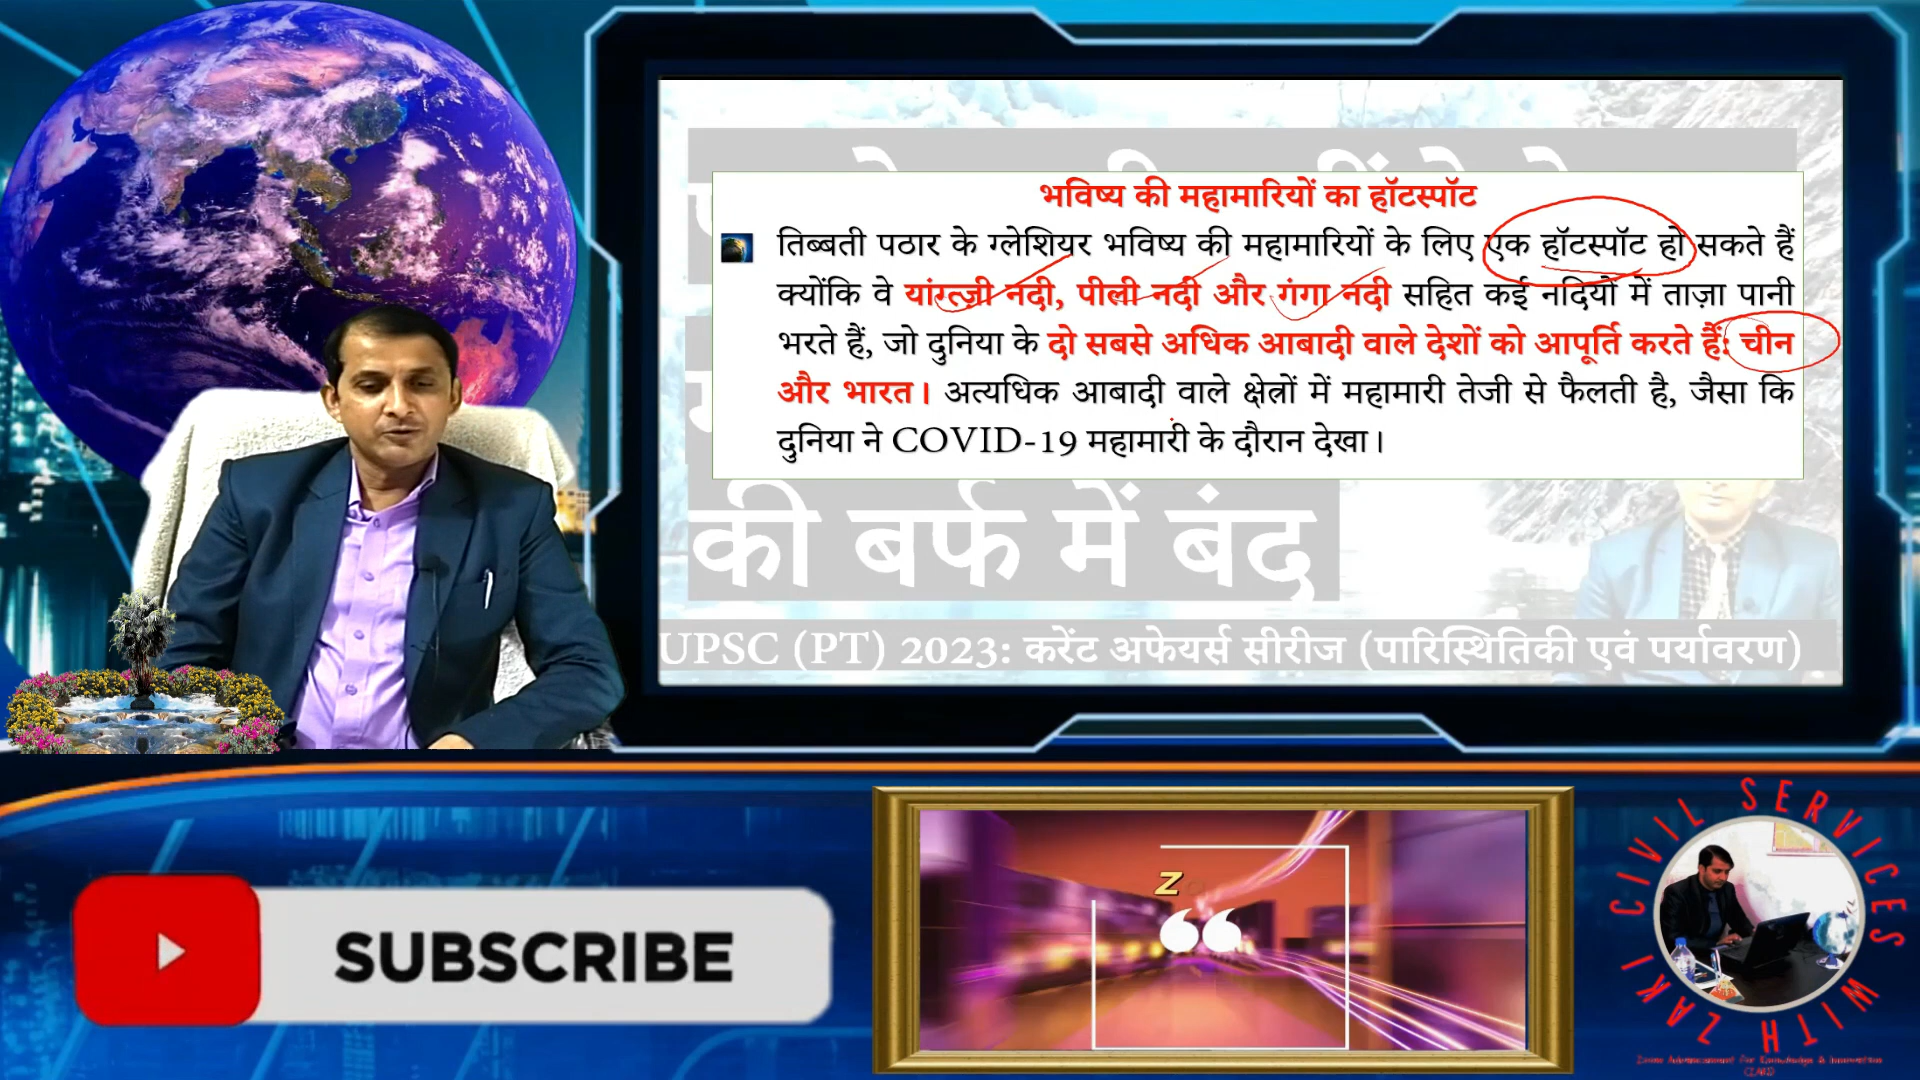 भविष्य की महामारियों का हॉटस्पॉट
तिब्बती पठार के ग्लेशियर भविष्य की महामारियों के लिए एक हॉटस्पॉट हो सकते हैं
क्योंकि वे यांग्त्ज़ी नदी, पीली नदी और गंगा नदी सहित कई नदियों में ताज़ा पानी
भरते हैं, जो दुनिया के दो सबसे अधिक आबादी वाले देशों को आपूर्ति करते हैं: चीन
और भारत। अत्यधिक आबादी वाले क्षेत्रों में महामारी तेजी से फैलती है, जैसा कि
दुनिया ने COVID-19 महामारी के दौरान देखा।
की बर्फ में बंद
UPSC (PT) 2023: करेंट अफेयर्स सीरीज (पारिस्थितिकी एवं पर्यावरण)
SUBSCRIBE
Z
CIVIL SERVICES WITH ZAKI